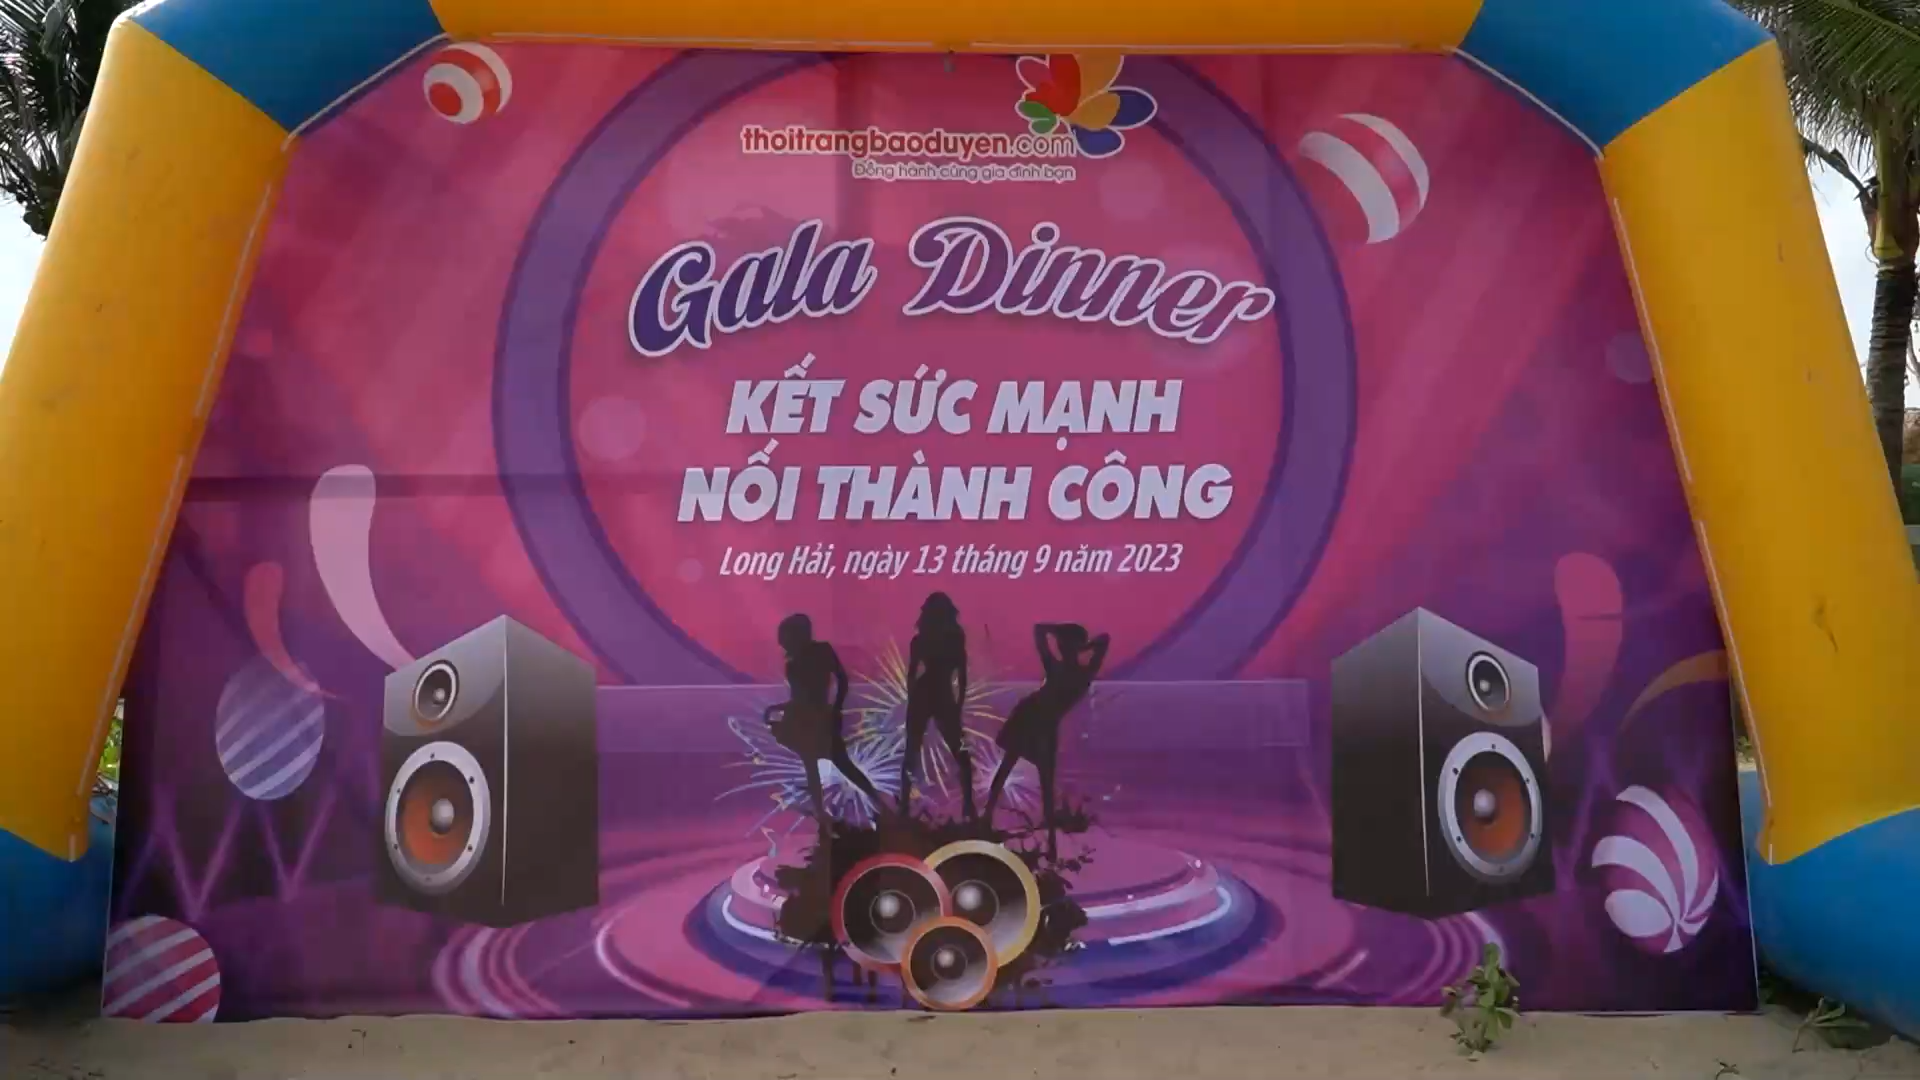 thoitrangbaoduyen.com
Đồng hành cùng gia đình bạn
Gala Dinner
KẾT SỨC MẠNH
NỐI THÀNH CÔNG
Long Hải, ngày 13 tháng 9 năm 2023